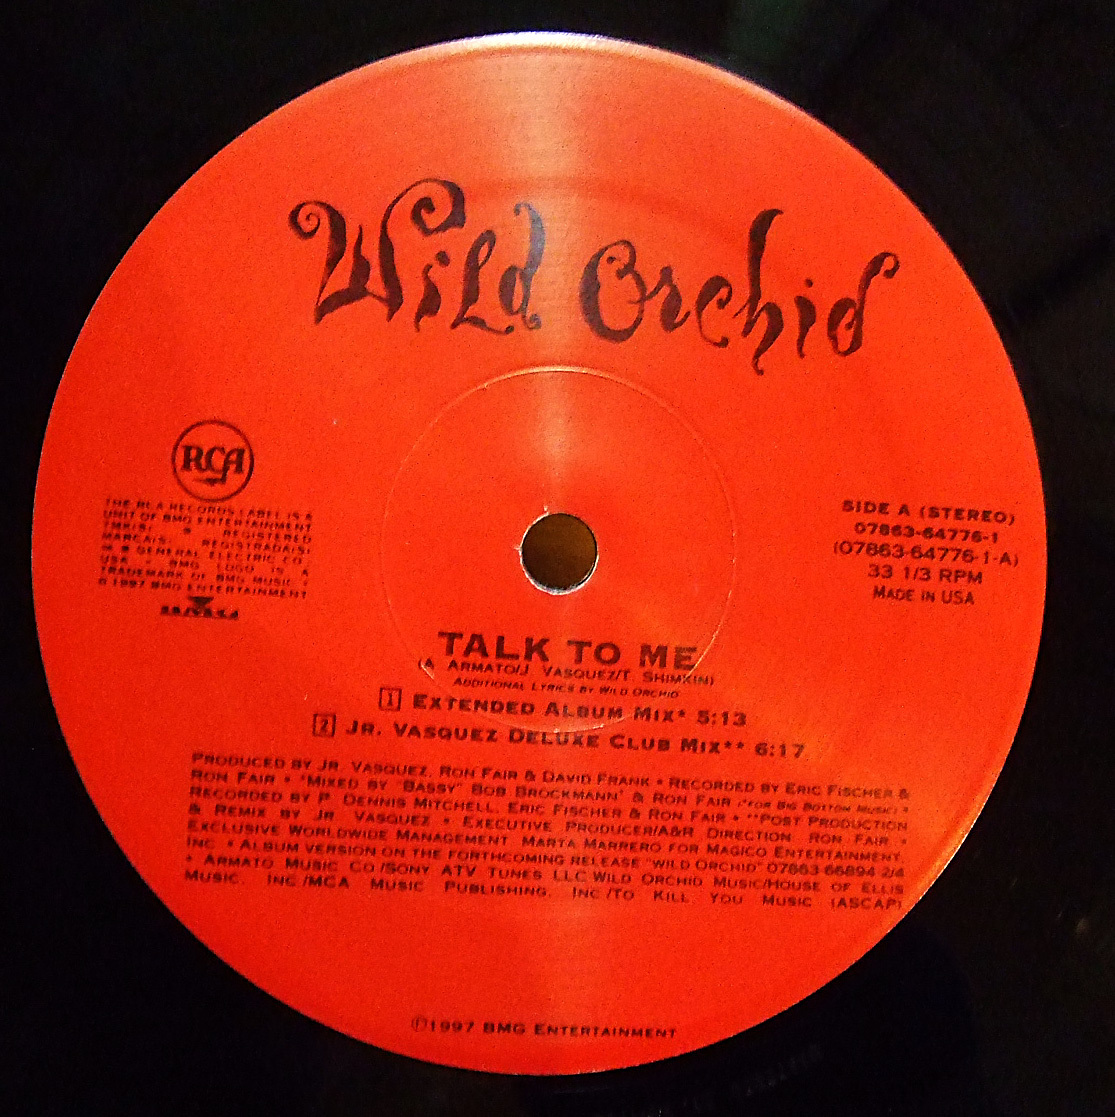 Wild Orchid
RCA
THE RCA RECORDS LABEL IS A
UNIT OF BMG ENTERTAINMENT
TMK(S) ® REGISTERED
MARCA(S) REGISTRADA(S)
GENERAL ELECTRIC CO.,
USA • BMG LOGO IS A
TRADEMARK OF BMG MUSIC •
© 1997 BMG ENTERTAINMENT
BMG
SIDE A (STEREO)
07863-64776-1
(07863-64776-1-A)
33 1/3 RPM
MADE IN USA
TALK TO ME
(A. ARMATO/J. VASQUEZ/T. SHIMKIN)
ADDITIONAL LYRICS BY WILD ORCHID
1 EXTENDED ALBUM MIX* 5:13
2 JR. VASQUEZ DELUXE CLUB MIX** 6:17
PRODUCED BY JR. VASQUEZ, RON FAIR & DAVID FRANK • RECORDED BY ERIC FISCHER &
RON FAIR • *MIXED BY "BASSY" BOB BROCKMANN* & RON FAIR (*FOR BIG BOTTOM MUSIC) •
RECORDED BY P. DENNIS MITCHELL, ERIC FISCHER & RON FAIR • **POST PRODUCTION
& REMIX BY JR. VASQUEZ • EXECUTIVE PRODUCER/A&R DIRECTION: RON FAIR •
EXCLUSIVE WORLDWIDE MANAGEMENT: MARTA MARRERO FOR MAGICO ENTERTAINMENT,
INC. • ALBUM VERSION ON THE FORTHCOMING RELEASE "WILD ORCHID" 07863-66894-2/4
• ARMATO MUSIC CO./SONY ATV TUNES LLC.WILD ORCHID MUSIC/HOUSE OF ELLIS
MUSIC, INC./MCA MUSIC PUBLISHING, INC./TO KILL YOU MUSIC (ASCAP)
℗1997 BMG ENTERTAINMENT